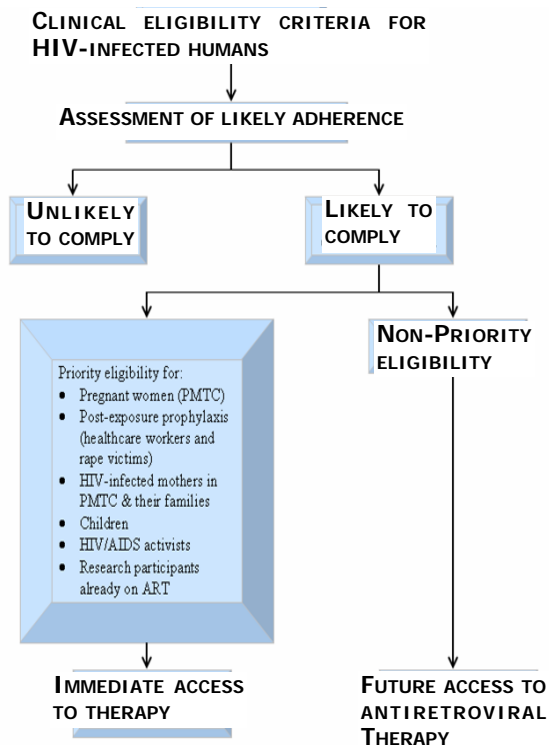 CLINICAL ELIGIBILITY CRITERIA FOR
HIV-INFECTED HUMANS
ASSESSMENT OF LIKELY ADHERENCE
UNLIKELY
TO COMPLY
LIKELY TO
COMPLY
Priority eligibility for:
• Pregnant women (PMTC)
• Post-exposure prophylaxis
(healthcare workers and
rape victims)
• HIV-infected mothers in
PMTC & their families
• Children
• HIV/AIDS activists
• Research participants
already on ART
NON-PRIORITY
ELIGIBILITY
IMMEDIATE ACCESS
TO THERAPY
FUTURE ACCESS TO
ANTIRETROVIRAL
THERAPY